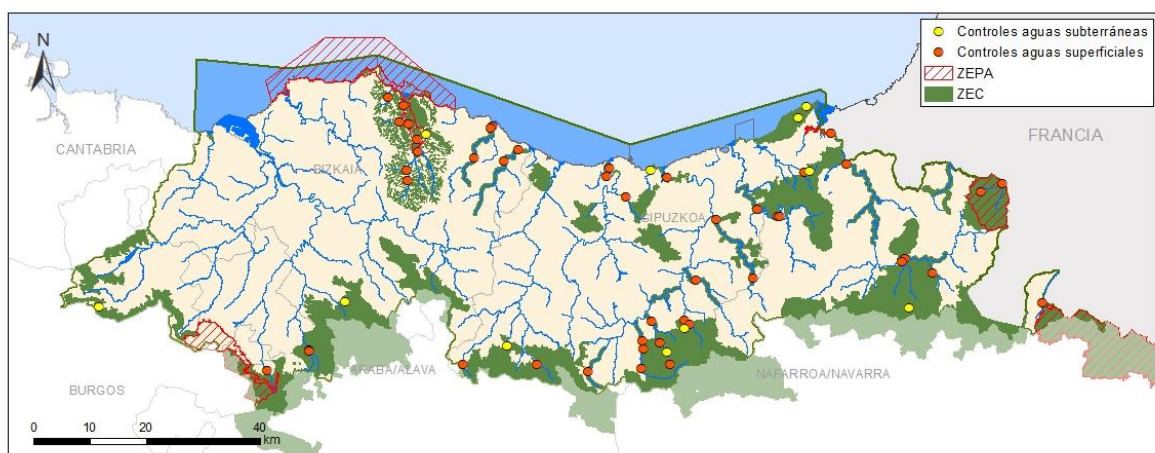 N
Controles aguas subterráneas
Controles aguas superficiales
ZEPA
ZEC
CANTABRIA
BIZKAIA
GIPUZKOA
FRANCIA
BURGOS
ARABA/ALAVA
NAFARROA/NAVARRA
0 10 20 40
km